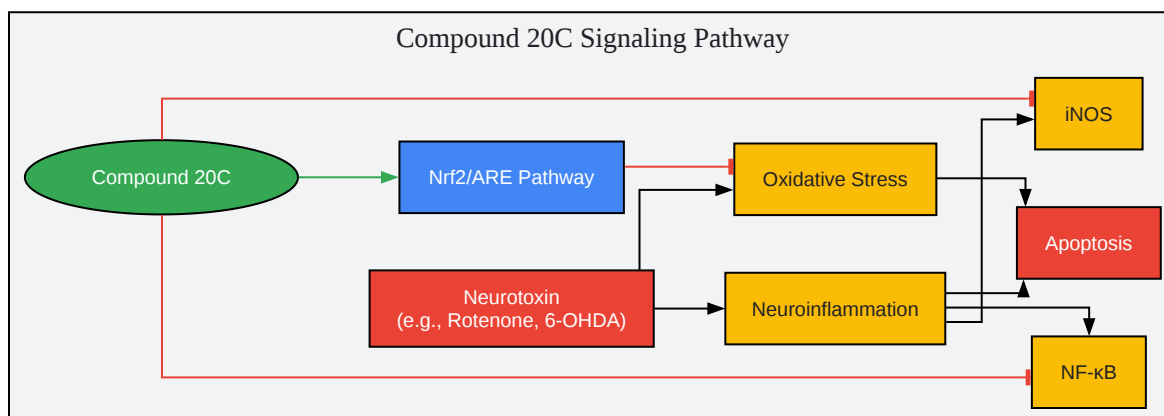 Compound 20C Signaling Pathway
iNOS
Compound 20C
Nrf2/ARE Pathway
Oxidative Stress
Apoptosis
Neurotoxin
(e.g., Rotenone, 6-OHDA)
Neuroinflammation
NF-κB